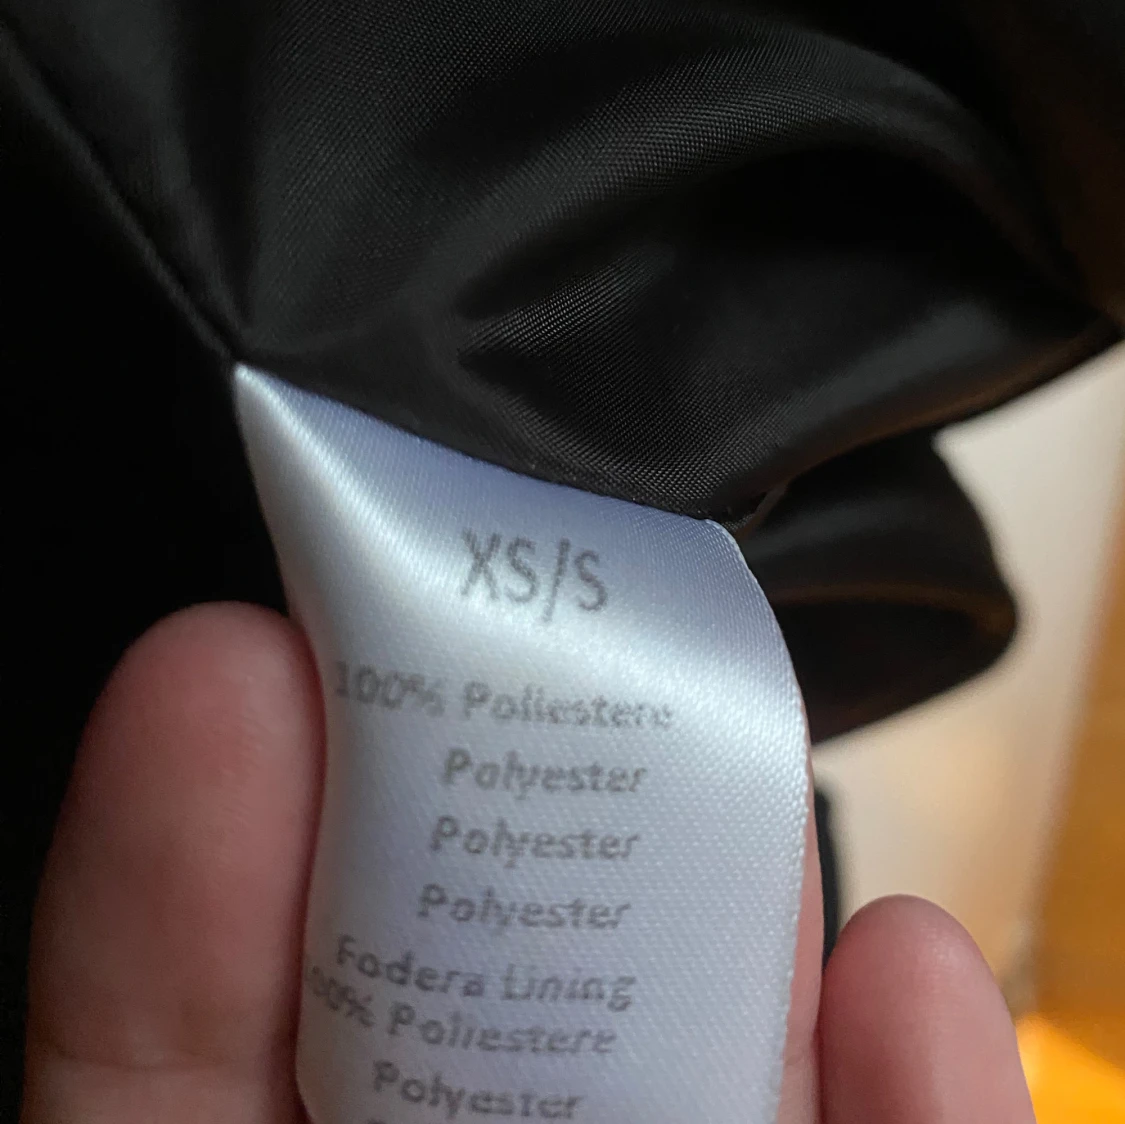 XS/S
100% Poliestere
Polyester
Polyester
Polyester
Fodera Lining
100% Poliestere
Polyester